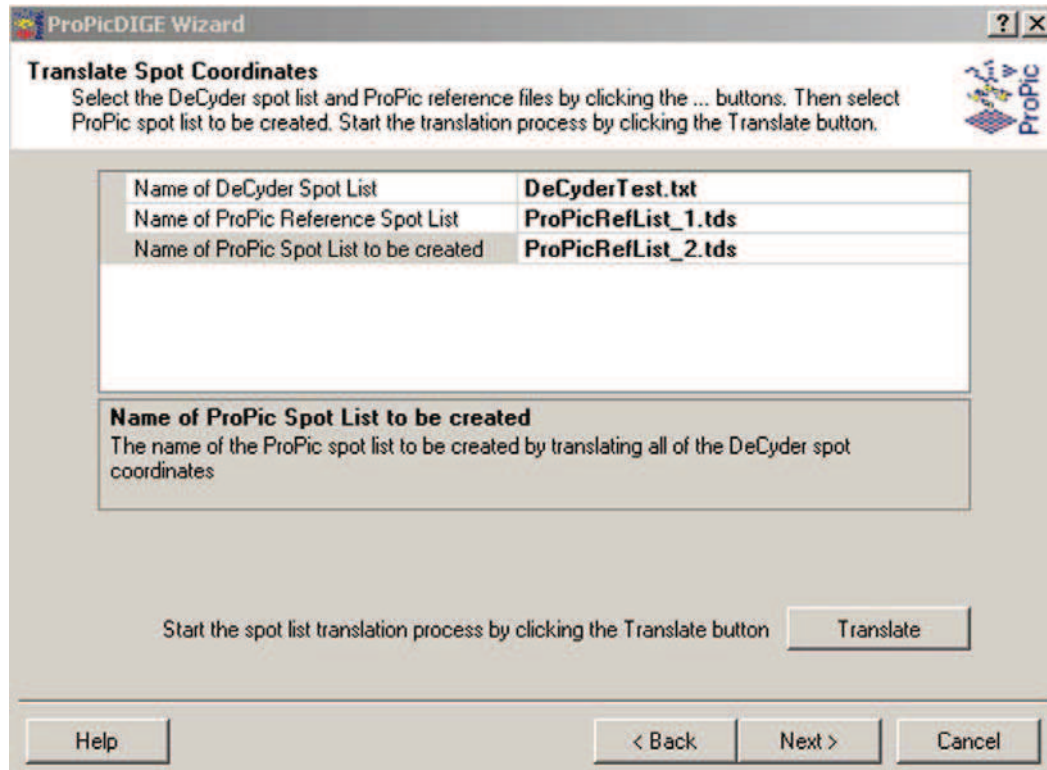 ProPicDIGE Wizard
? X
Translate Spot Coordinates
Select the DeCyder spot list and ProPic reference files by clicking the ... buttons. Then select
ProPic spot list to be created. Start the translation process by clicking the Translate button.
ProPic
Name of DeCyder Spot List DeCyderTest.txt
Name of ProPic Reference Spot List ProPicRefList_1.tds
Name of ProPic Spot List to be created ProPicRefList_2.tds
Name of ProPic Spot List to be created
The name of the ProPic spot list to be created by translating all of the DeCyder spot
coordinates
Start the spot list translation process by clicking the Translate button Translate
Help < Back Next > Cancel